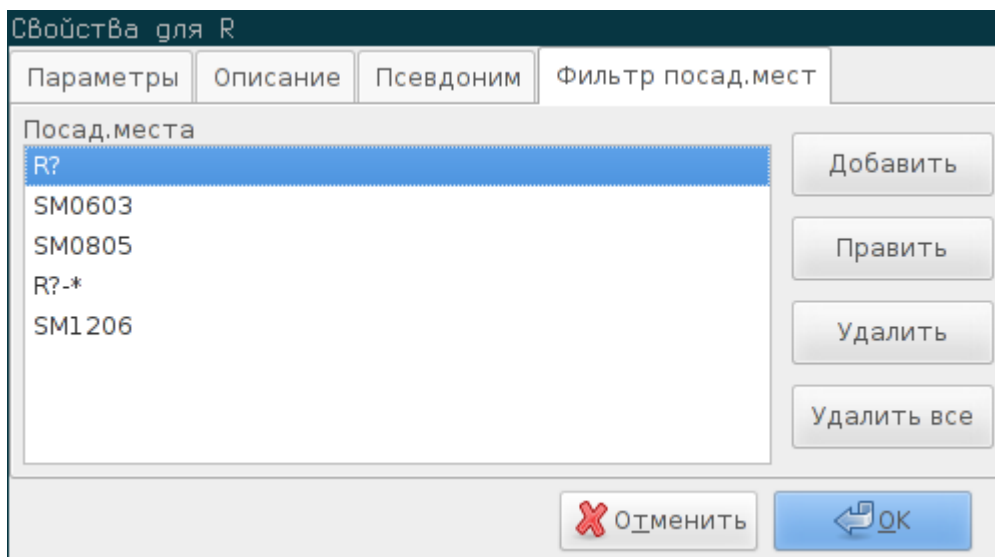 Свойства для R
Параметры Описание Псевдоним Фильтр посад.мест
Посад.места
R?
SM0603
SM0805
R?-*
SM1206
Добавить
Править
Удалить
Удалить все
Отменить OK